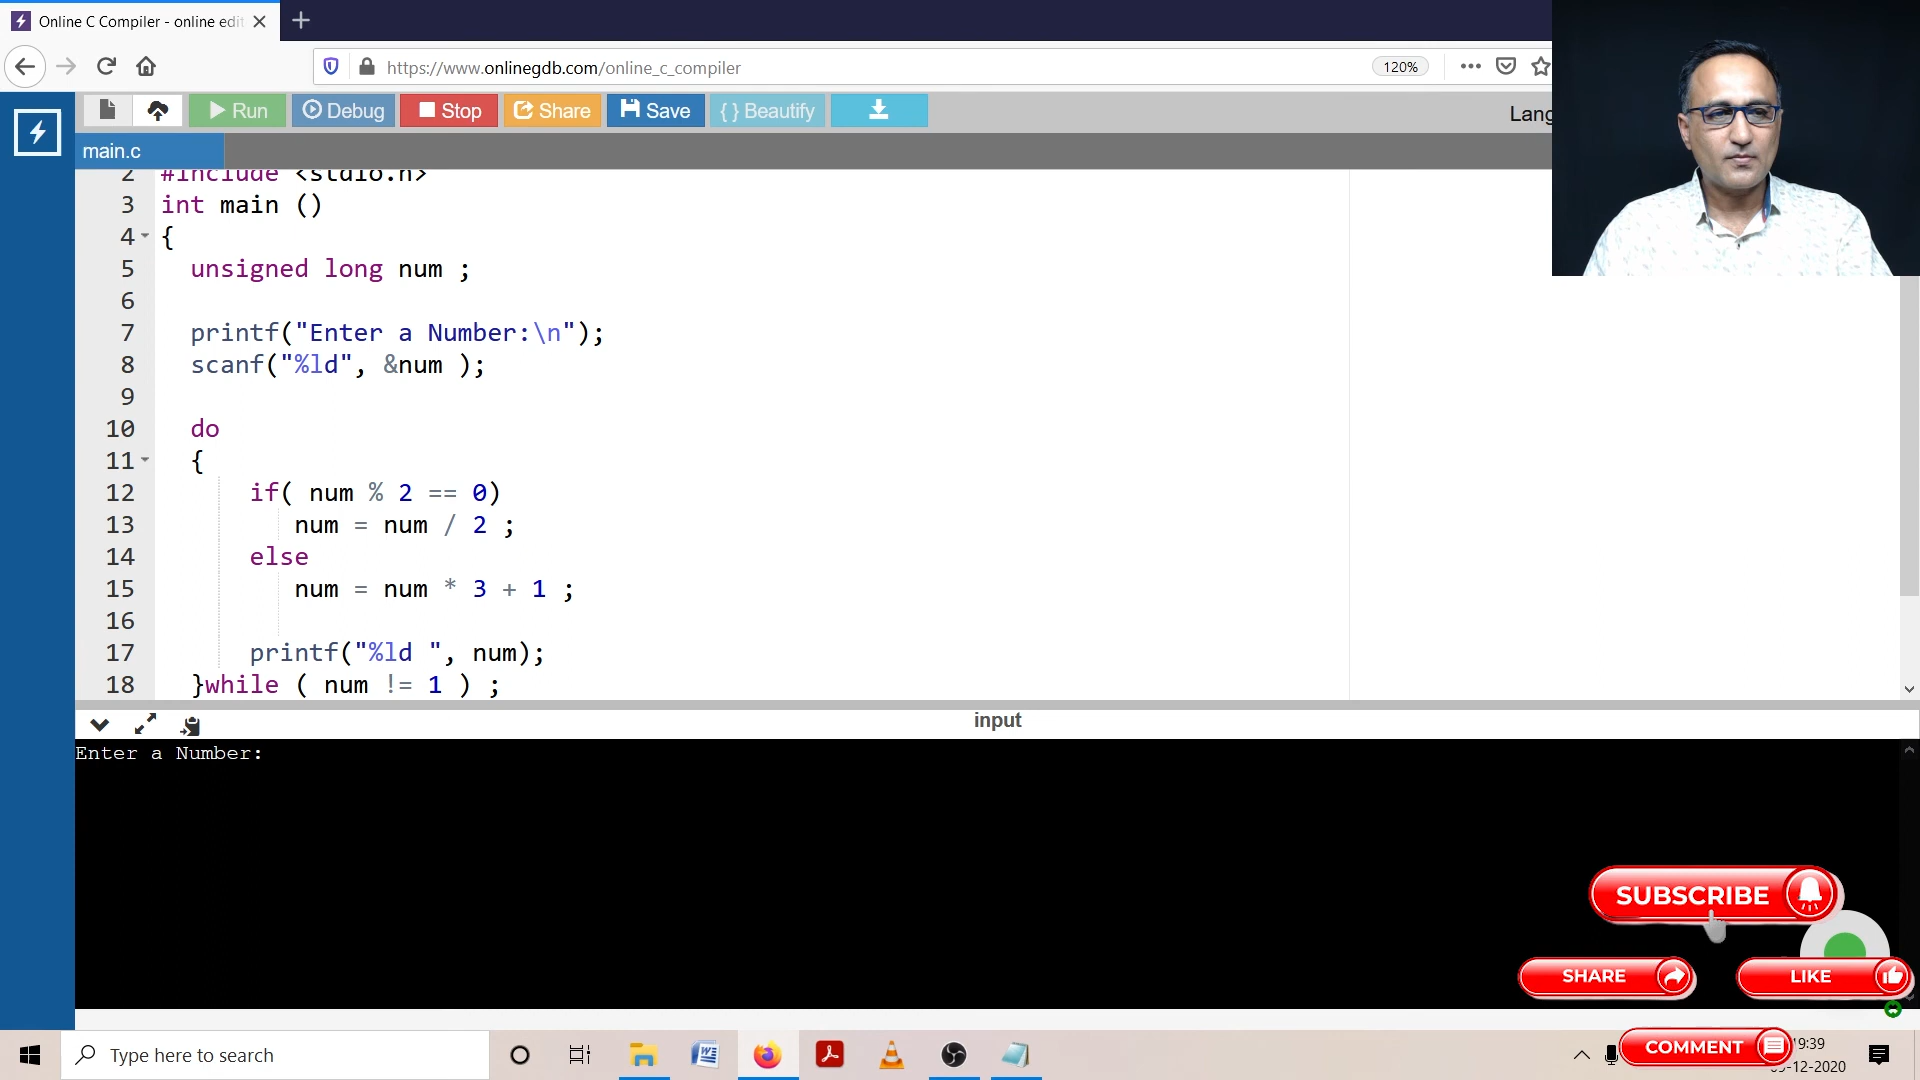 Online C Compiler - online edit
https://www.onlinegdb.com/online_c_compiler
120%
Run
Debug
Stop
Share
Save
{ } Beautify
Lang
main.c
2 #include <stdio.h>
3 int main ()
4 {
5 unsigned long num ;
6
7 printf("Enter a Number:\n");
8 scanf("%ld", &num );
9
10 do
11 {
12 if( num % 2 == 0)
13 num = num / 2 ;
14 else
15 num = num * 3 + 1 ;
16
17 printf("%ld ", num);
18 }while ( num != 1 ) ;
input
Enter a Number:
SUBSCRIBE
SHARE
LIKE
COMMENT
Type here to search
19:39
-12-2020